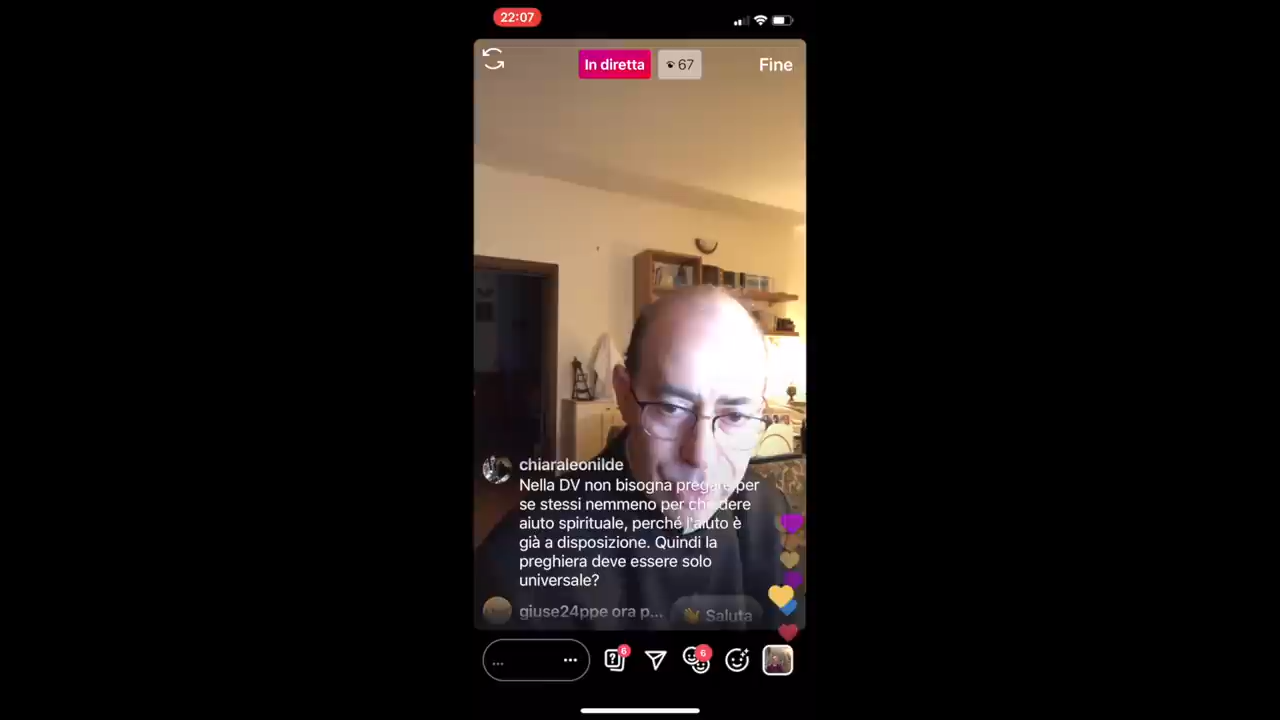 22:07
In diretta
67
Fine
chiaraleonilde
Nella DV non bisogna pregare per
se stessi nemmeno per chiedere
aiuto spirituale, perché l'aiuto è
già a disposizione. Quindi la
preghiera deve essere solo
universale?
giuse24ppe ora p... Saluta
...
6
6